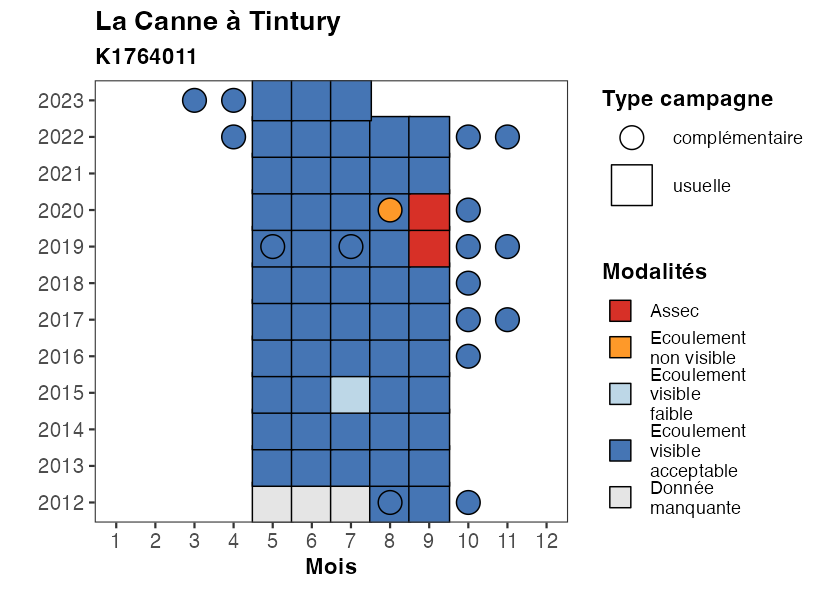 La Canne à Tintury
K1764011
2023
2022
2021
2020
2019
2018
2017
2016
2015
2014
2013
2012
1 2 3 4 5 6 7 8 9 10 11 12
Mois
Type campagne
complémentaire
usuelle
Modalités
Assec
Ecoulement
non visible
Ecoulement
visible
faible
Ecoulement
visible
acceptable
Donnée
manquante